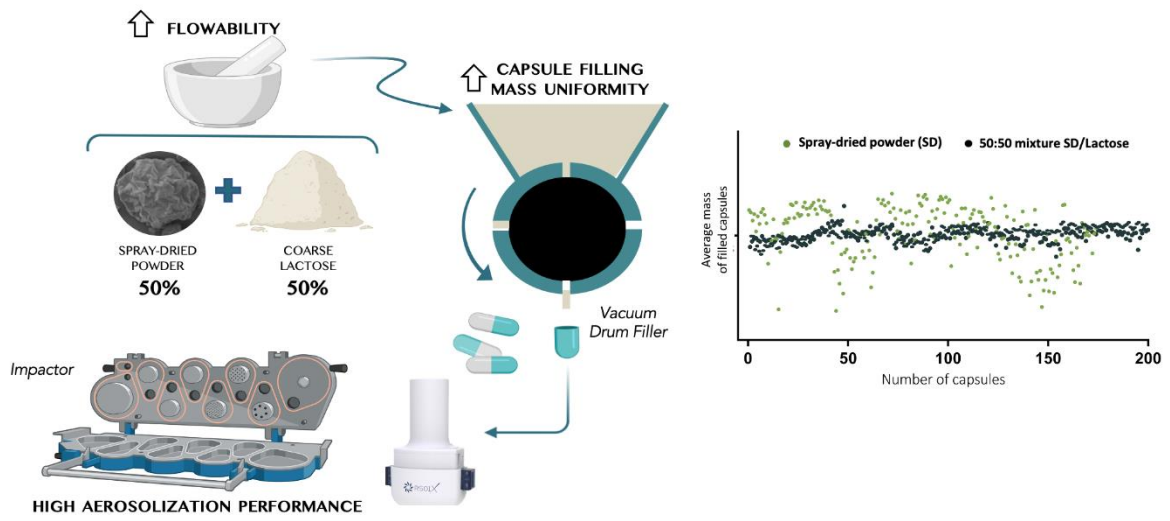 FLOWABILITY
CAPSULE FILLING
MASS UNIFORMITY
SPRAY-DRIED
POWDER
50%
COARSE
LACTOSE
50%
Vacuum
Drum Filler
Impactor
HIGH AEROSOLIZATION PERFORMANCE
Spray-dried powder (SD)
50:50 mixture SD/Lactose
Average mass
of filled capsules
0
50
100
150
200
Number of capsules